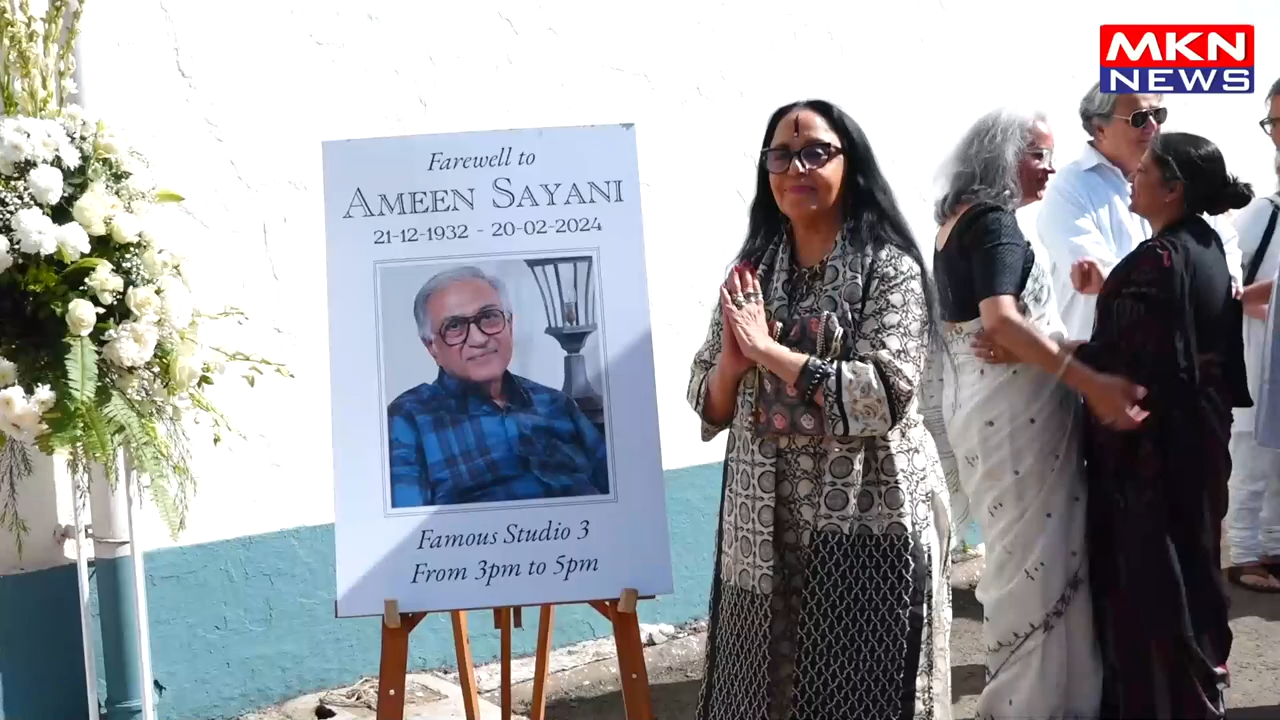 MKN
NEWS
Farewell to
AMEEN SAYANI
21-12-1932 - 20-02-2024
Famous Studio 3
From 3pm to 5pm